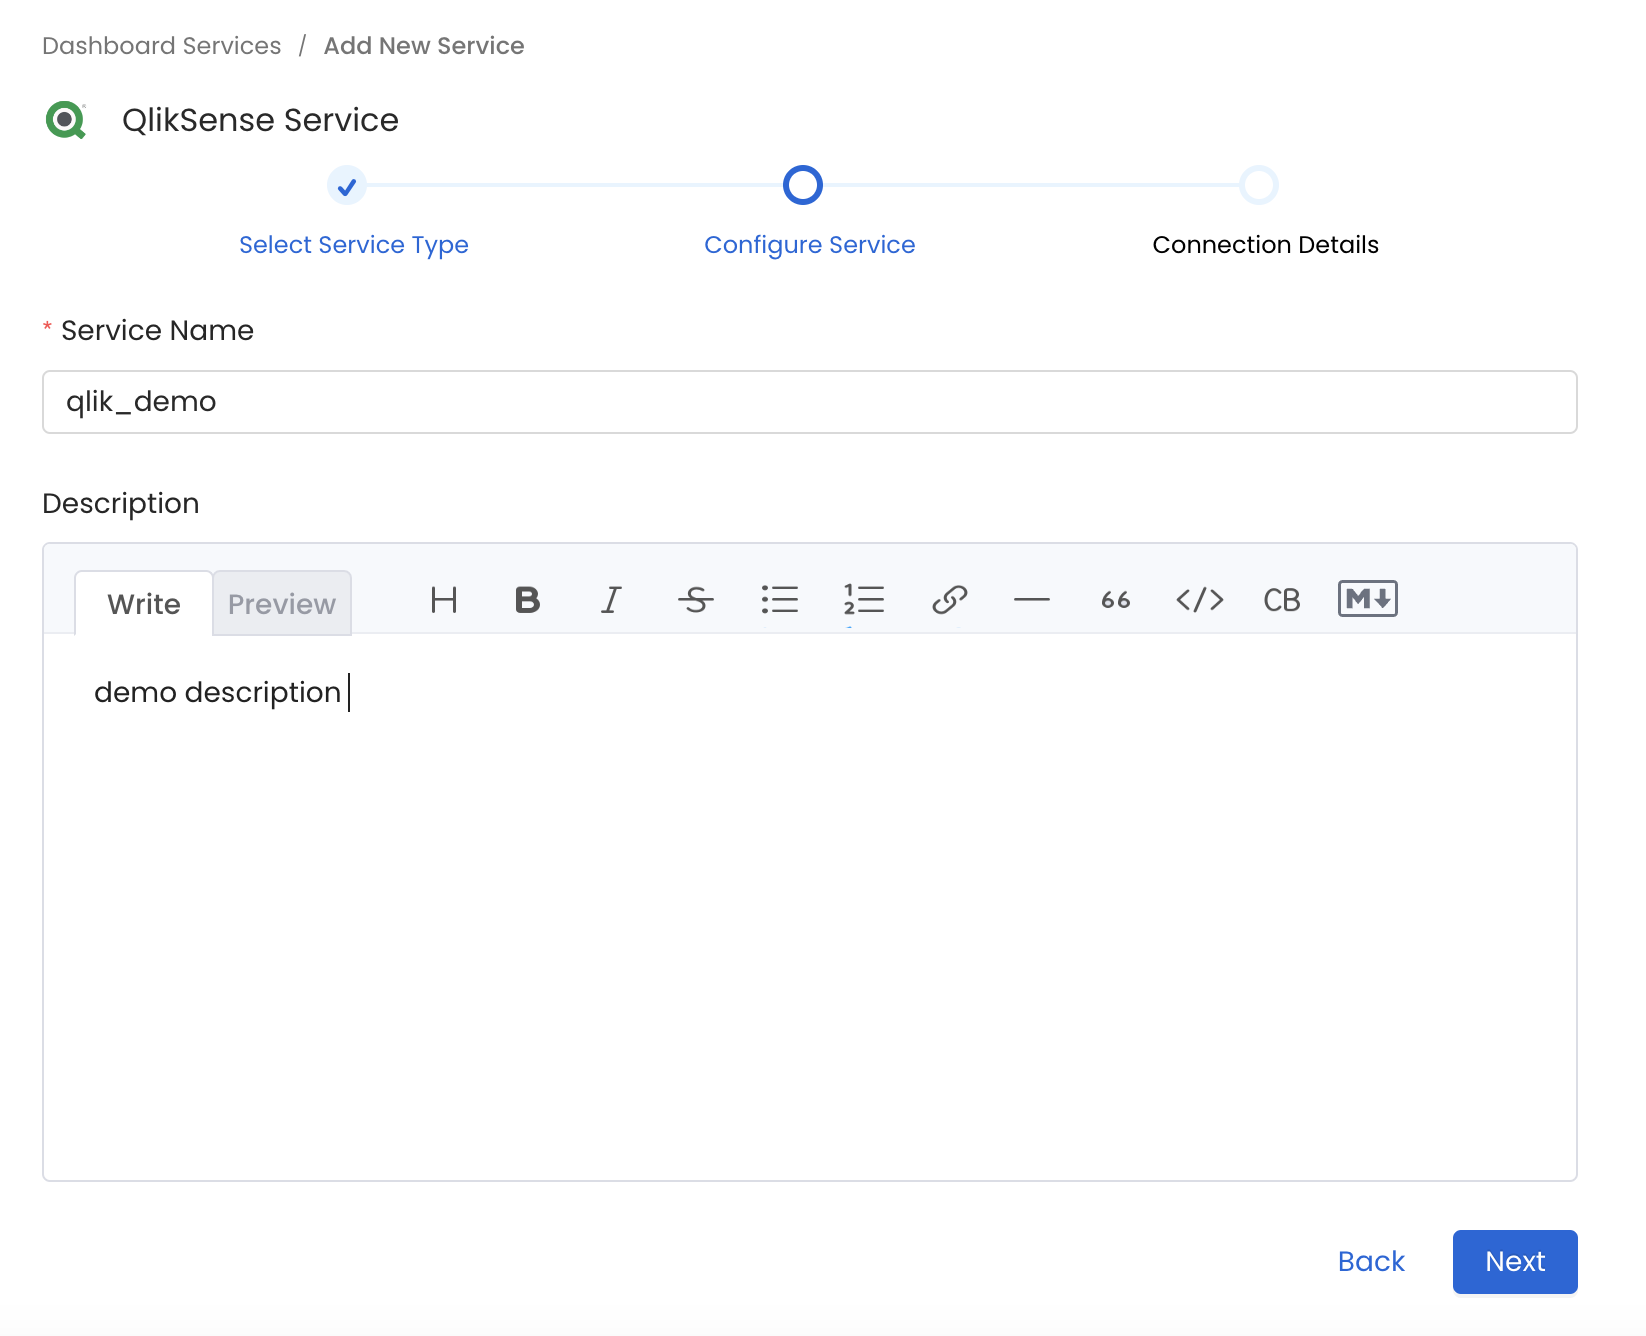 Dashboard Services / Add New Service
QlikSense Service
Select Service Type Configure Service Connection Details
* Service Name
qlik_demo
Description
Write Preview H B I S 66 </> CB M
demo description
Back Next